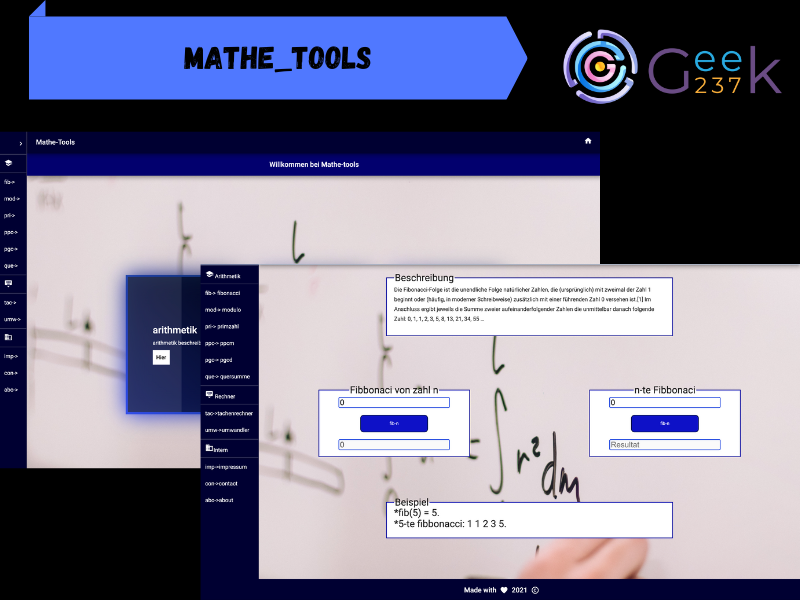 MATHE_TOOLS
Geek
237
Mathe-Tools
Willkommen bei Mathe-tools
fib->
mod->
pri->
ppc->
pgc->
que->
tac->
umw->
imp->
con->
abo->
arithmetik
Hier
Arithmetik
fib-> fibonacci
mod-> modulo
pri-> primzahl
ppc-> ppcm
pgc-> pgcd
que-> quersumme
Rechner
tac->tachenrechner
umw->umwandler
Intern
imp->impressum
con->contact
abo->about
Beschreibung
Die Fibonacci-Folge ist die unendliche Folge natürlicher Zahlen, die (ursprünglich) mit zweimal der Zahl 1
beginnt oder (häufig, in moderner Schreibweise) zusätzlich mit einer führenden Zahl 0 versehen ist.[1] Im
Anschluss ergibt jeweils die Summe zweier aufeinanderfolgender Zahlen die unmittelbar danach folgende
Zahl: 0, 1, 1, 2, 3, 5, 8, 13, 21, 34, 55 ...
Fibbonaci von zahl n
0
fib-n
0
n-te Fibbonaci
0
fib-n
Resultat
n² dm
Beispiel
*fib(5) = 5.
*5-te fibbonacci: 1 1 2 3 5.
Made with ♥ 2021 ©